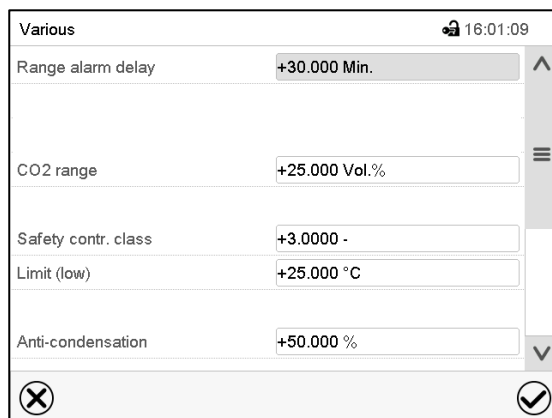 Various 16:01:09
Range alarm delay +30.000 Min.
CO2 range +25.000 Vol.%
Safety contr. class +3.0000 -
Limit (low) +25.000 °C
Anti-condensation +50.000 %